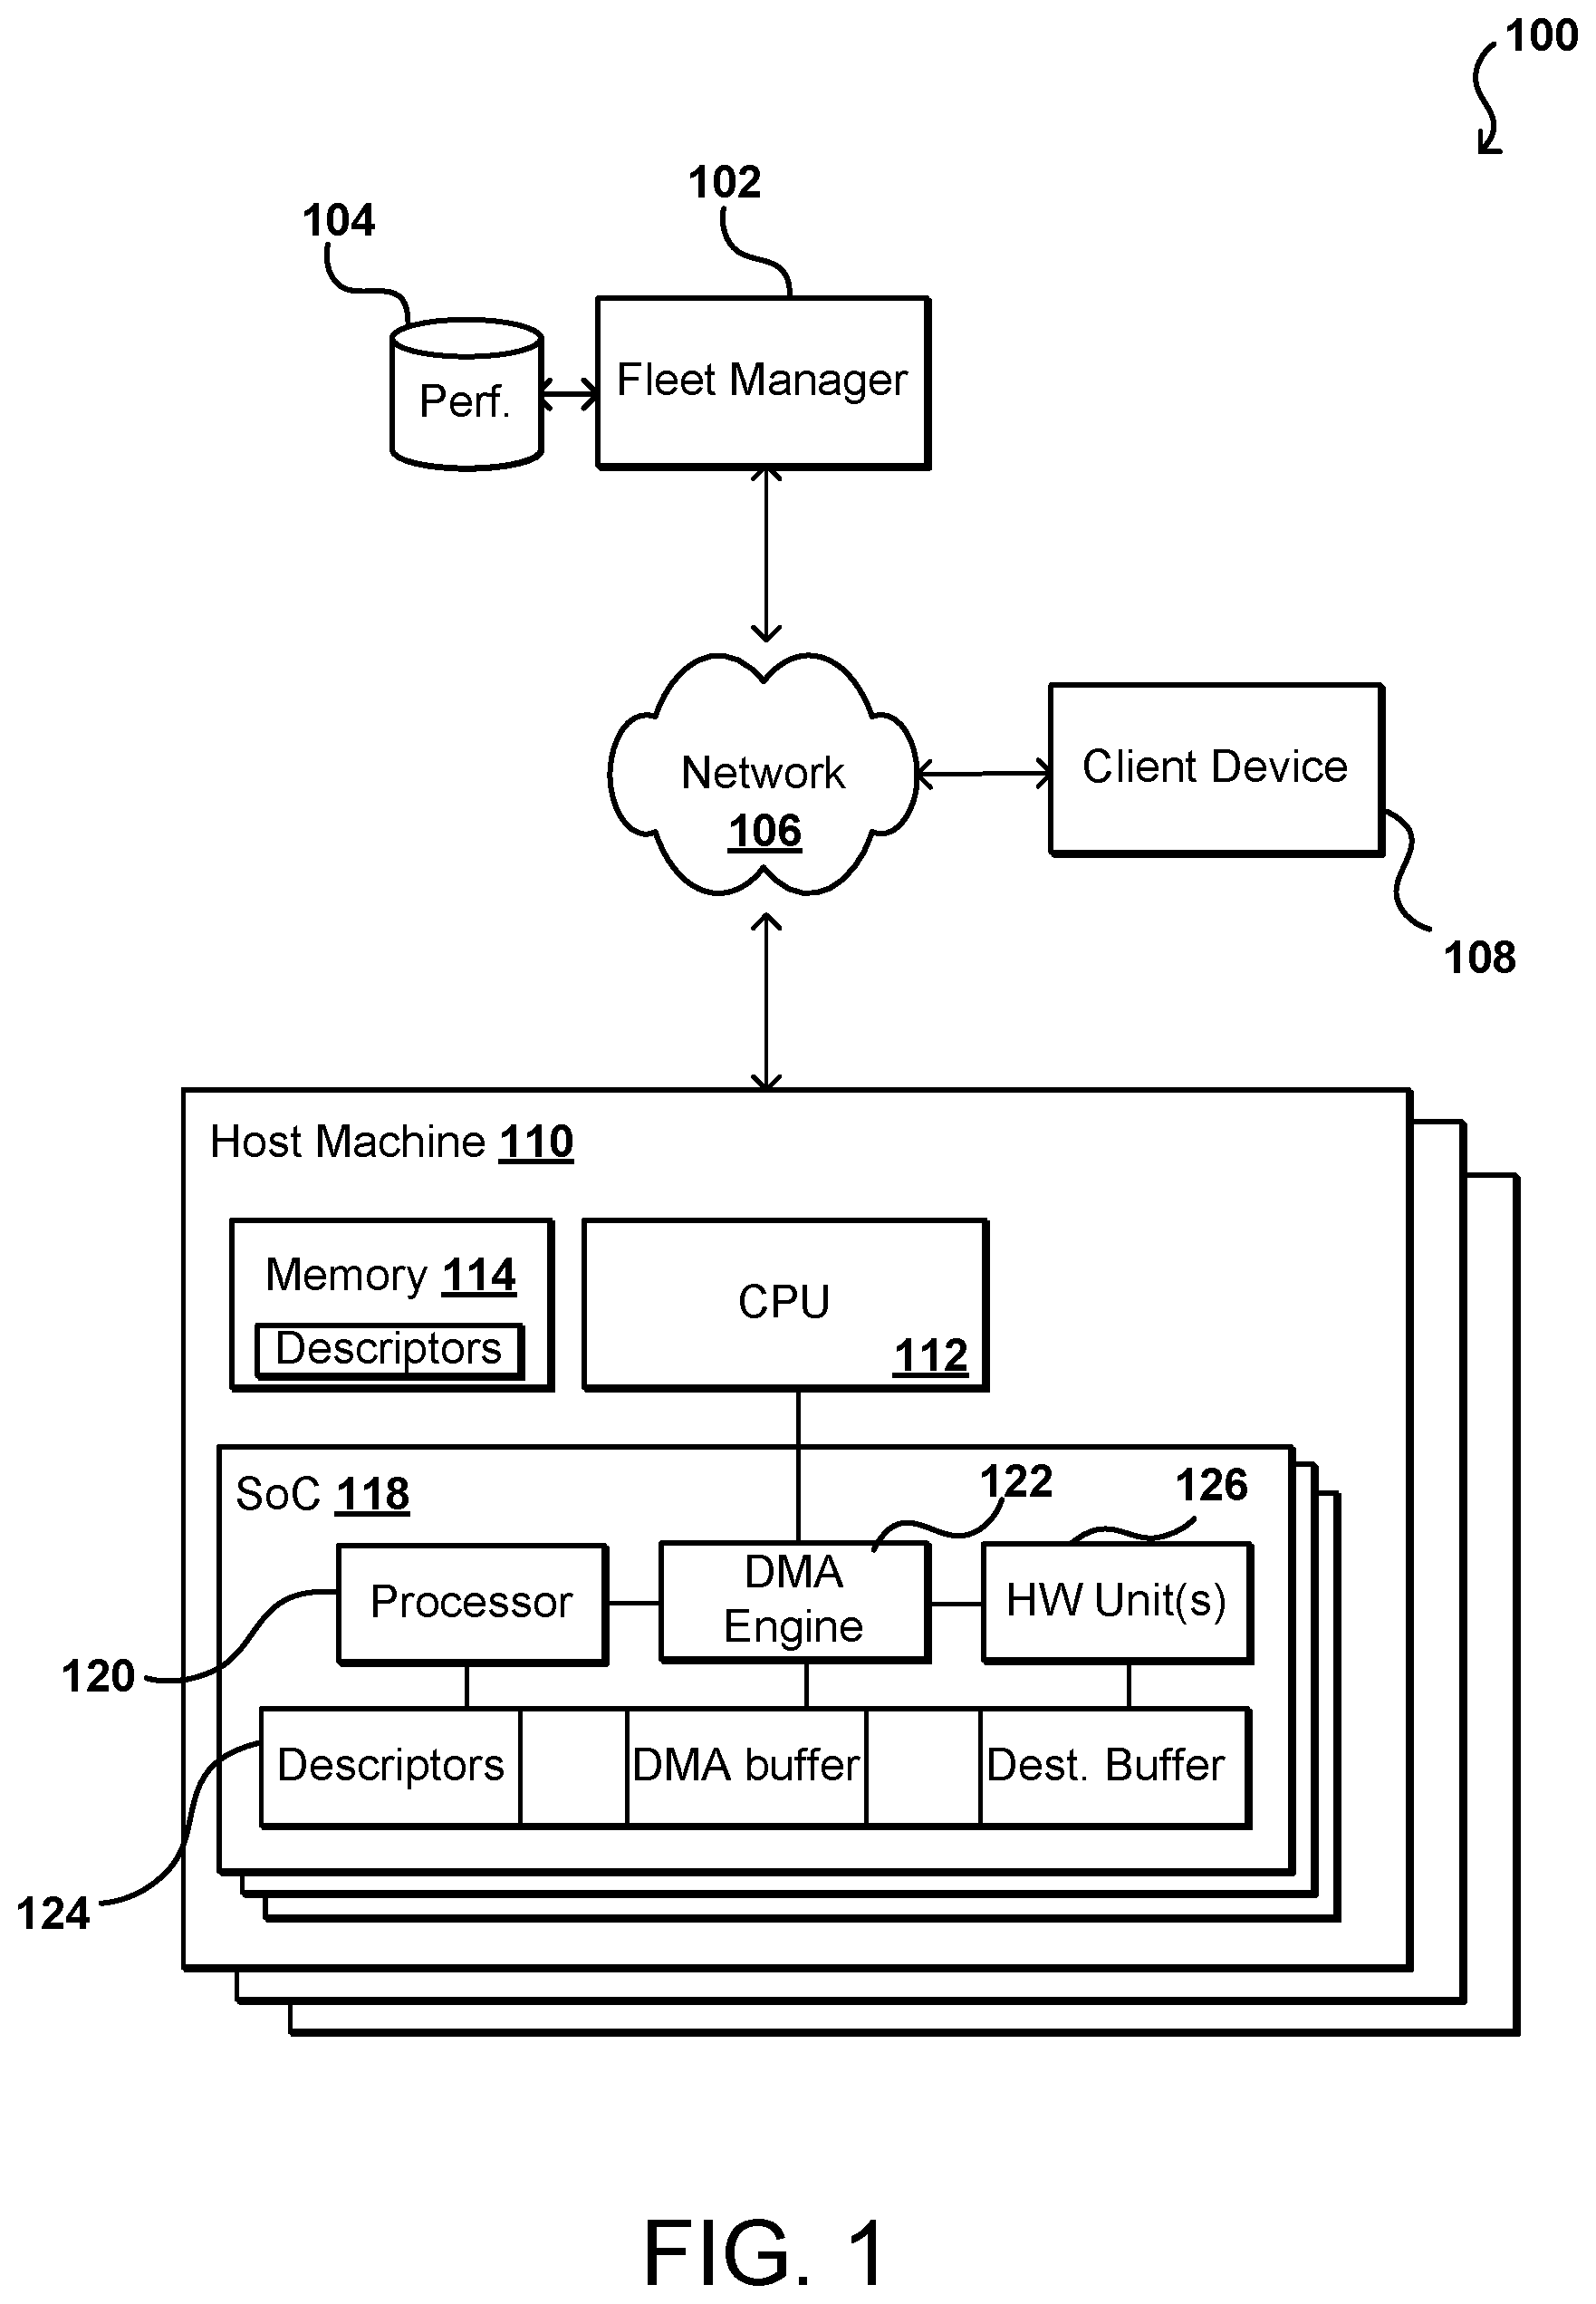 100
102
104
Fleet Manager
Perf.
Network
106
Client Device
108
Host Machine 110
Memory 114
Descriptors
CPU
112
SoC 118
122
126
Processor
DMA
Engine
HW Unit(s)
120
Descriptors
DMA buffer
Dest. Buffer
124
FIG. 1